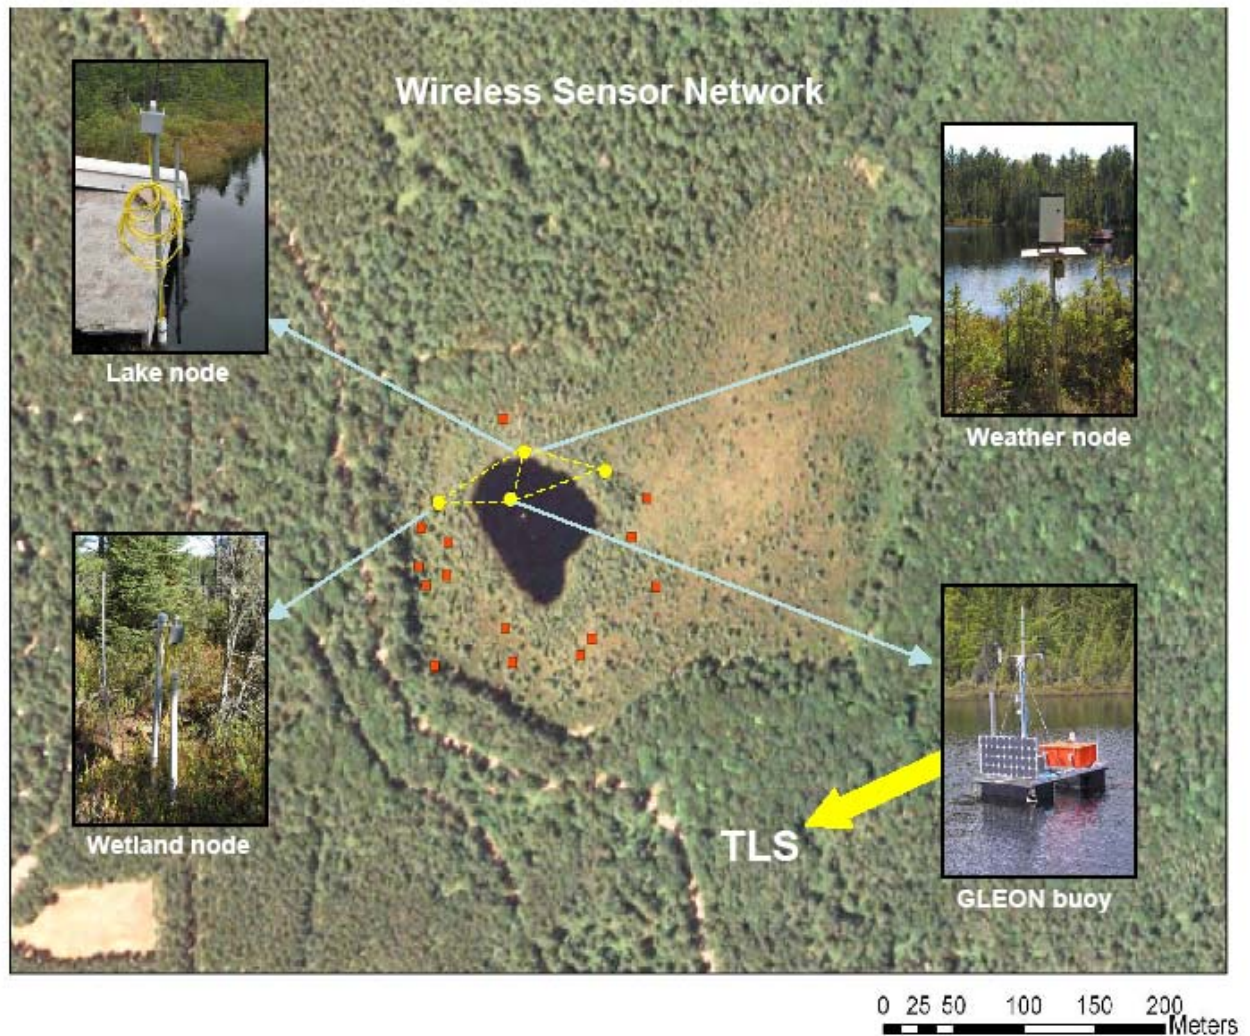 Wireless Sensor Network
Lake node
Weather node
Wetland node
TLS
GLEON buoy
0 25 50 100 150 200
Meters